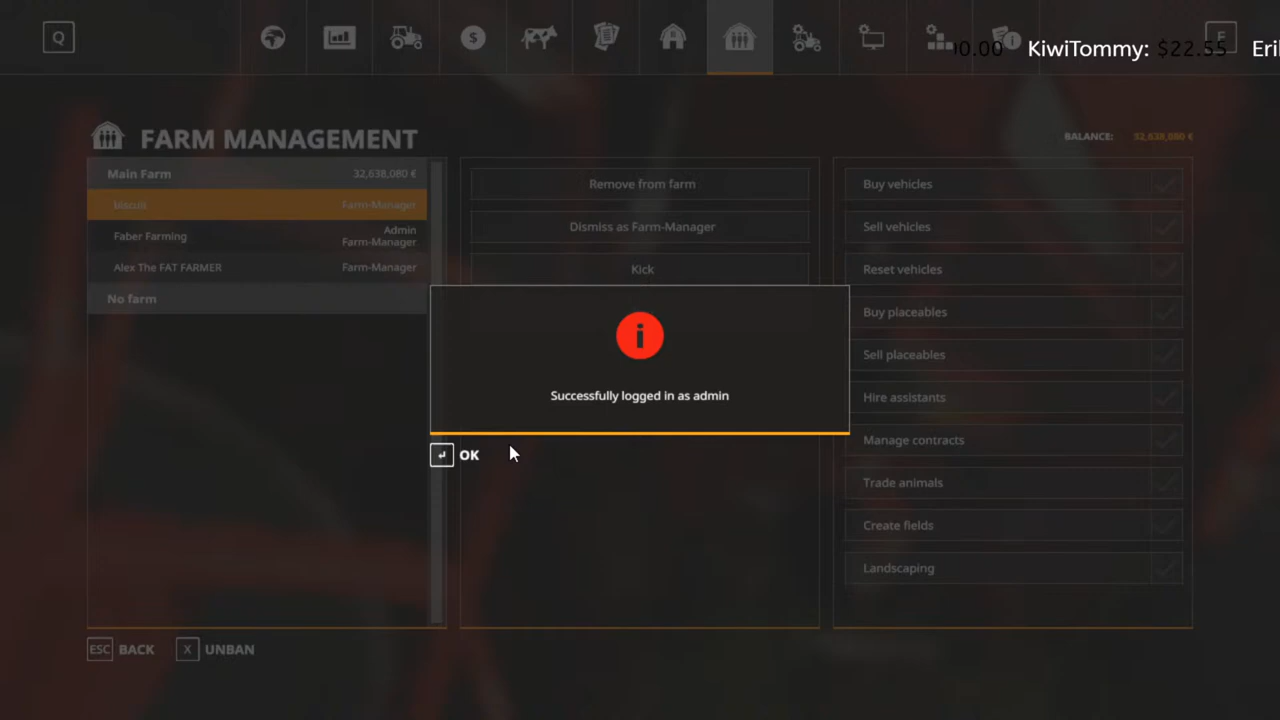 Q
0.00 KiwiTommy: $22.55 Eri
E
FARM MANAGEMENT
BALANCE: 32,638,080 €
Main Farm 32,638,080 €
biscuit Farm-Manager
Faber Farming Admin
Farm-Manager
Alex The FAT FARMER Farm-Manager
No farm
Remove from farm
Dismiss as Farm-Manager
Kick
Buy vehicles
Sell vehicles
Reset vehicles
Buy placeables
Sell placeables
Hire assistants
Manage contracts
Trade animals
Create fields
Landscaping
Successfully logged in as admin
OK
ESC BACK X UNBAN